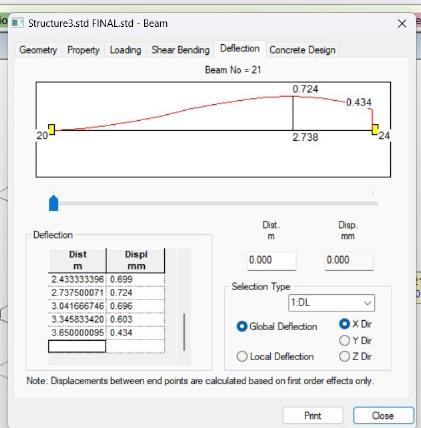 Structure3.std FINAL.std - Beam
Geometry Property Loading Shear Bending Deflection Concrete Design
Beam No = 21
0.724
0.434
20
2.738
24
Dist.
m
Disp.
mm
0.000
0.000
Deflection
Dist
m
Displ
mm
2.433333396 0.699
2.737500071 0.724
3.041666746 0.696
3.345833420 0.603
3.650000095 0.434
Selection Type
1:DL
Global Deflection
X Dir
Y Dir
Local Deflection
Z Dir
Note: Displacements between end points are calculated based on first order effects only.
Print
Close